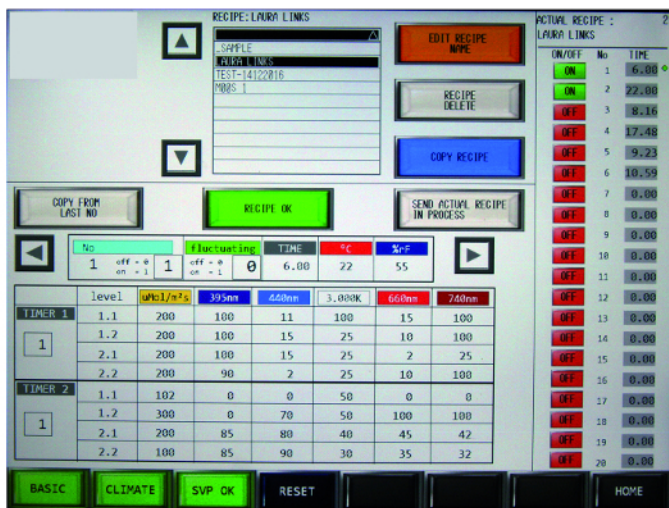 RECIPE: LAURA LINKS
_SAMPLE
LAURA LINKS
TEST-14122016
M00S 1
EDIT RECIPE
NAME
RECIPE
DELETE
COPY RECIPE
COPY FROM
LAST NO
RECIPE OK
SEND ACTUAL RECIPE
IN PROCESS
No fluctuating TIME °C %rF
1 off - 0 1 off - 0 0 6.00 22 55
on - 1 on - 1
level uMol/m²s 395nm 440nm 3.000K 660nm 740nm
TIMER 1 1.1 200 100 11 100 15 100
1 1.2 200 100 15 25 10 100
2.1 200 100 15 25 2 25
2.2 200 90 2 25 10 100
TIMER 2 1.1 102 0 0 50 0 0
1 1.2 300 0 70 50 100 100
2.1 200 85 80 40 45 42
2.2 100 85 90 30 35 32
BASIC CLIMATE SVP OK RESET HOME
ACTUAL RECIPE : 2
LAURA LINKS
ON/OFF No TIME
ON 1 6.00
ON 2 22.00
OFF 3 8.16
OFF 4 17.48
OFF 5 9.23
OFF 6 10.59
OFF 7 0.00
OFF 8 0.00
OFF 9 0.00
OFF 10 0.00
OFF 11 0.00
OFF 12 0.00
OFF 13 0.00
OFF 14 0.00
OFF 15 0.00
OFF 16 0.00
OFF 17 0.00
OFF 18 0.00
OFF 19 0.00
OFF 20 0.00